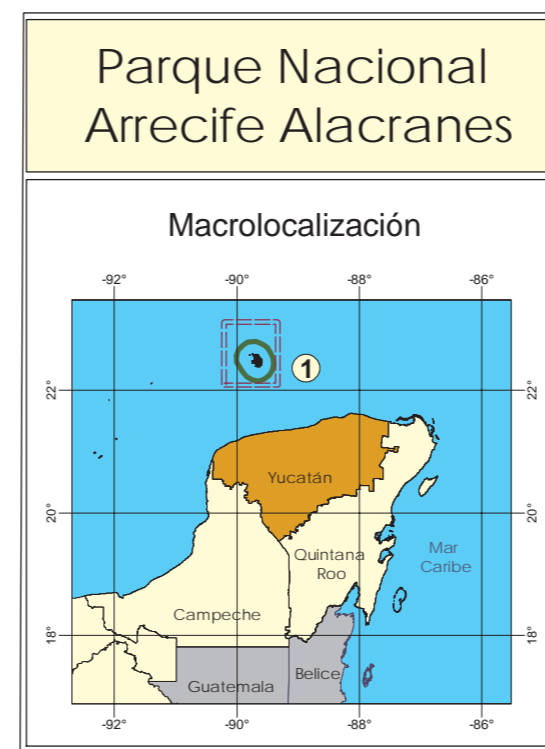 Parque Nacional
Arrecife Alacranes
Macrolocalización
-92° -90° -88° -86°
1
22° 22°
Yucatán
20° 20°
Quintana
Roo
Mar
Caribe
Campeche
18° 18°
Belice
Guatemala
-92° -90° -88° -86°